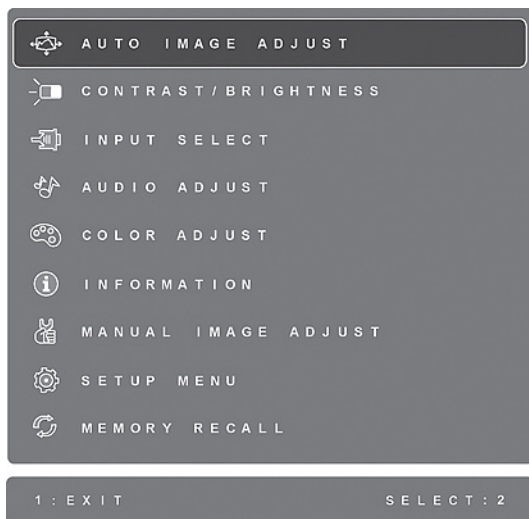 AUTO IMAGE ADJUST
CONTRAST/BRIGHTNESS
INPUT SELECT
AUDIO ADJUST
COLOR ADJUST
INFORMATION
MANUAL IMAGE ADJUST
SETUP MENU
MEMORY RECALL
1:EXIT SELECT:2